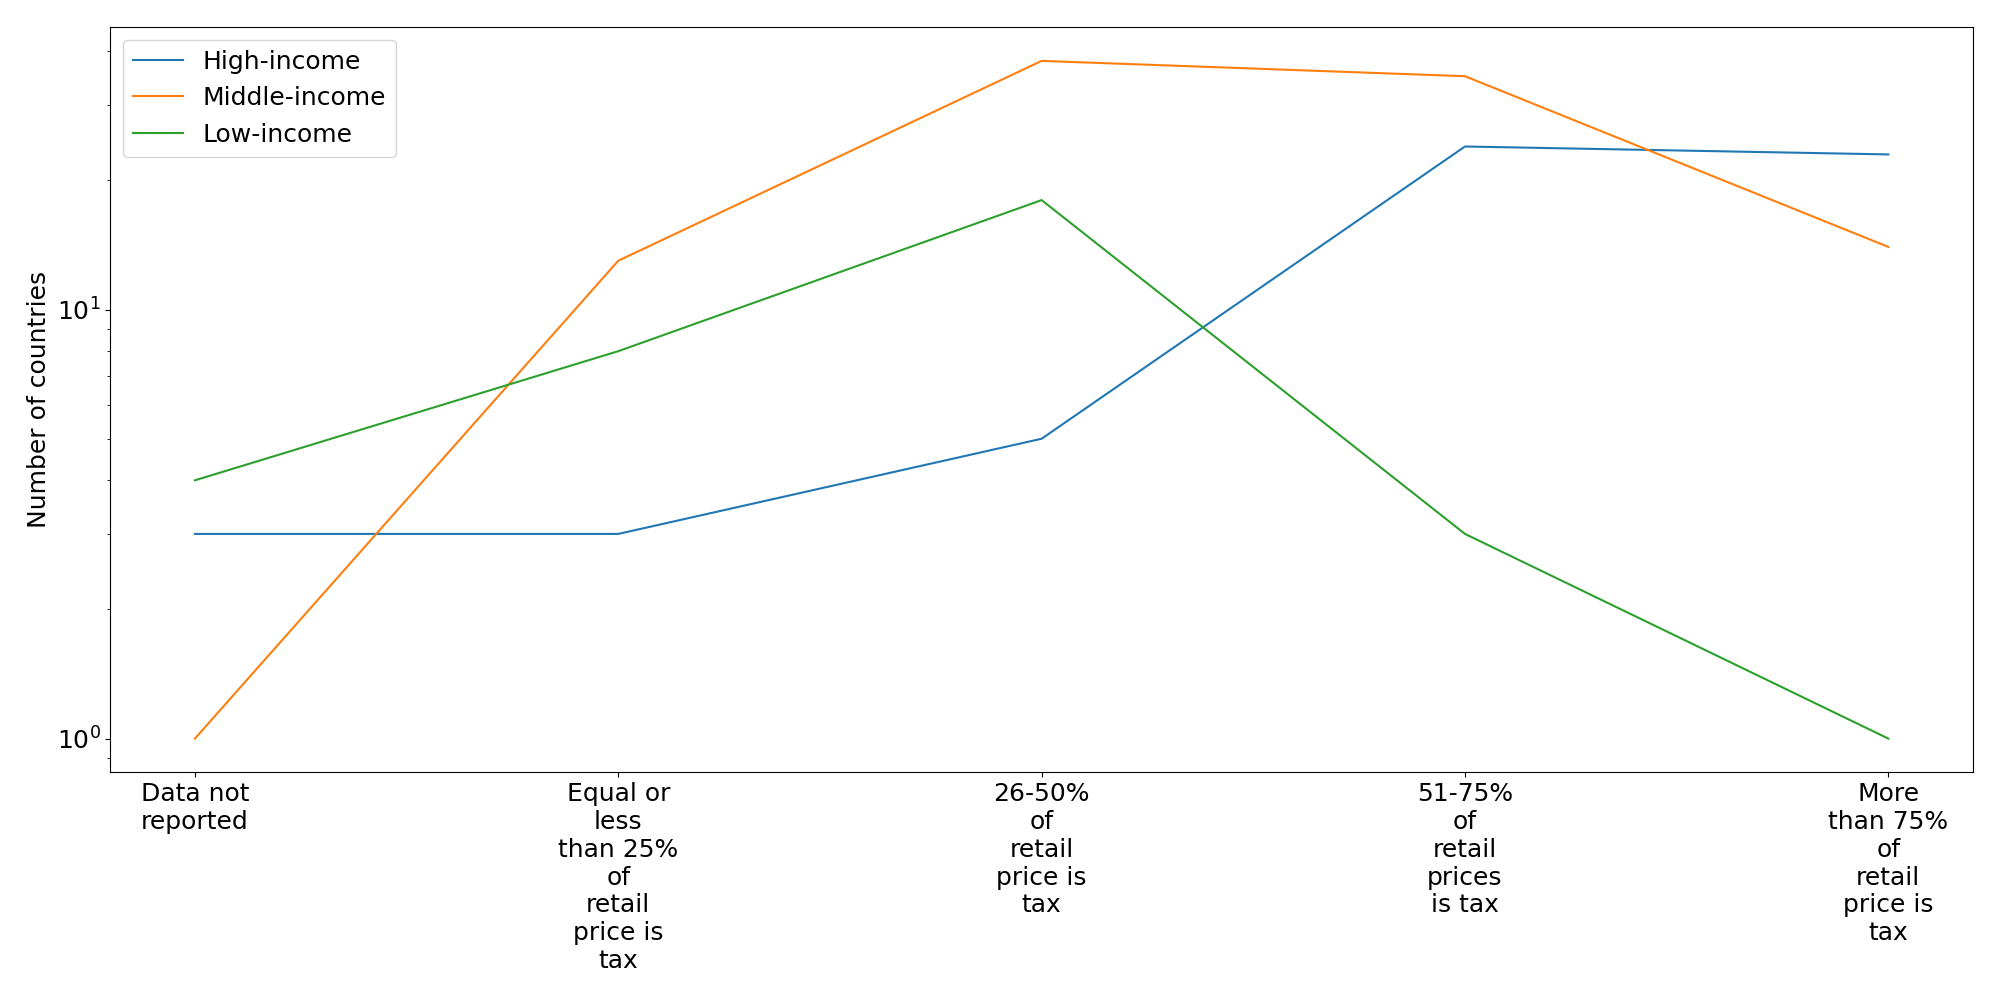 High-income
Middle-income
Low-income
Number of countries
10¹
10⁰
Data not
reported
Equal or
less
than 25%
of
retail
price is
tax
26-50%
of
retail
price is
tax
51-75%
of
retail
prices
is tax
More
than 75%
of
retail
price is
tax